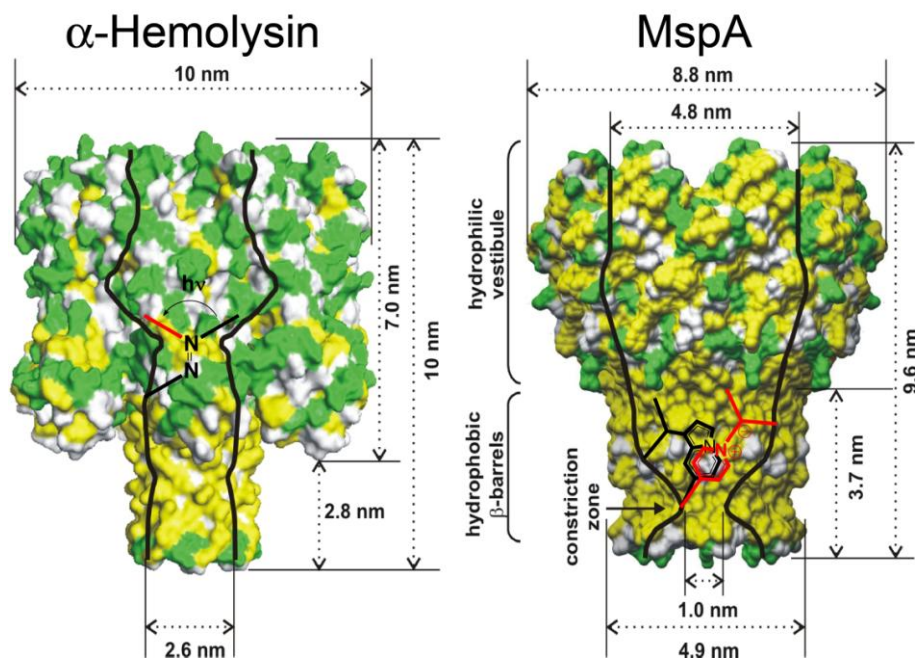 α-Hemolysin
10 nm
7.0 nm
10 nm
hν
N
N
2.8 nm
2.6 nm
MspA
8.8 nm
4.8 nm
hydrophilic
vestibule
hydrophobic
β-barrels
constriction
zone
N
N
9.6 nm
3.7 nm
1.0 nm
4.9 nm